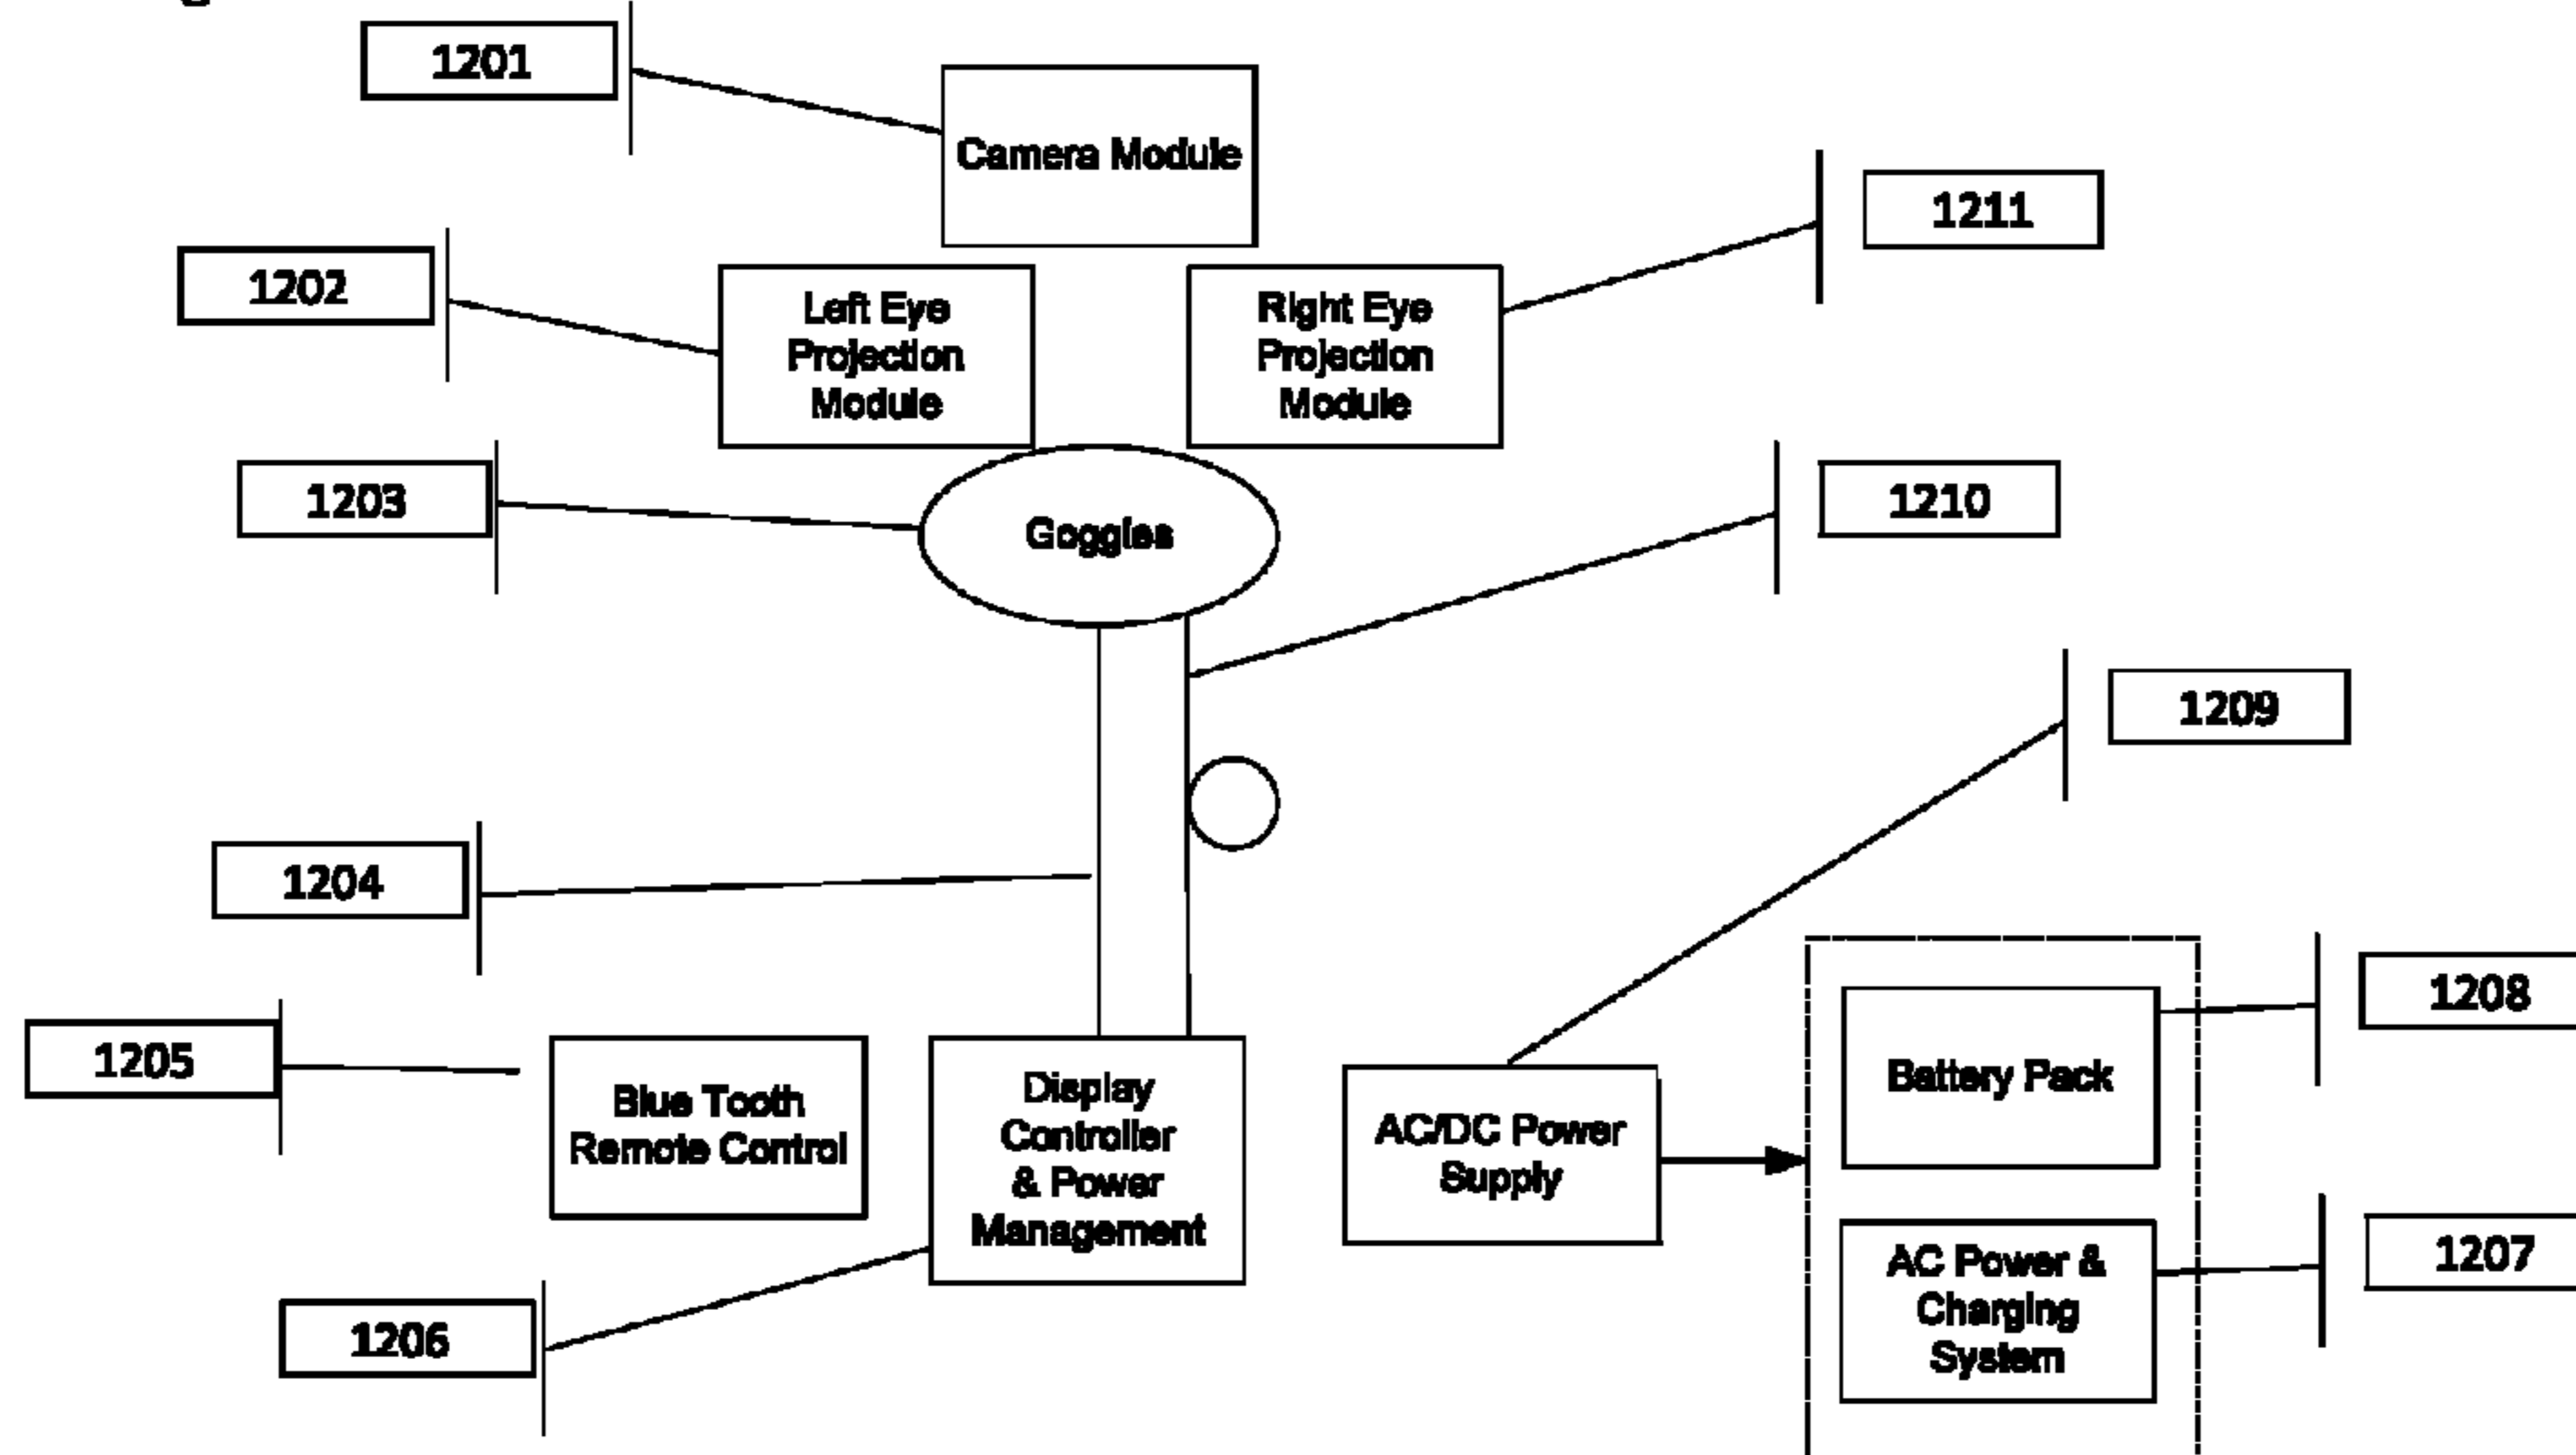 1201
Camera Module
1211
1202
Left Eye
Projection
Module
Right Eye
Projection
Module
1203
Goggles
1210
1209
1204
1208
1205
Battery Pack
Blue Tooth
Remote Control
Display
Controller
& Power
Management
AC/DC Power
Supply
1207
AC Power &
Charging
System
1206